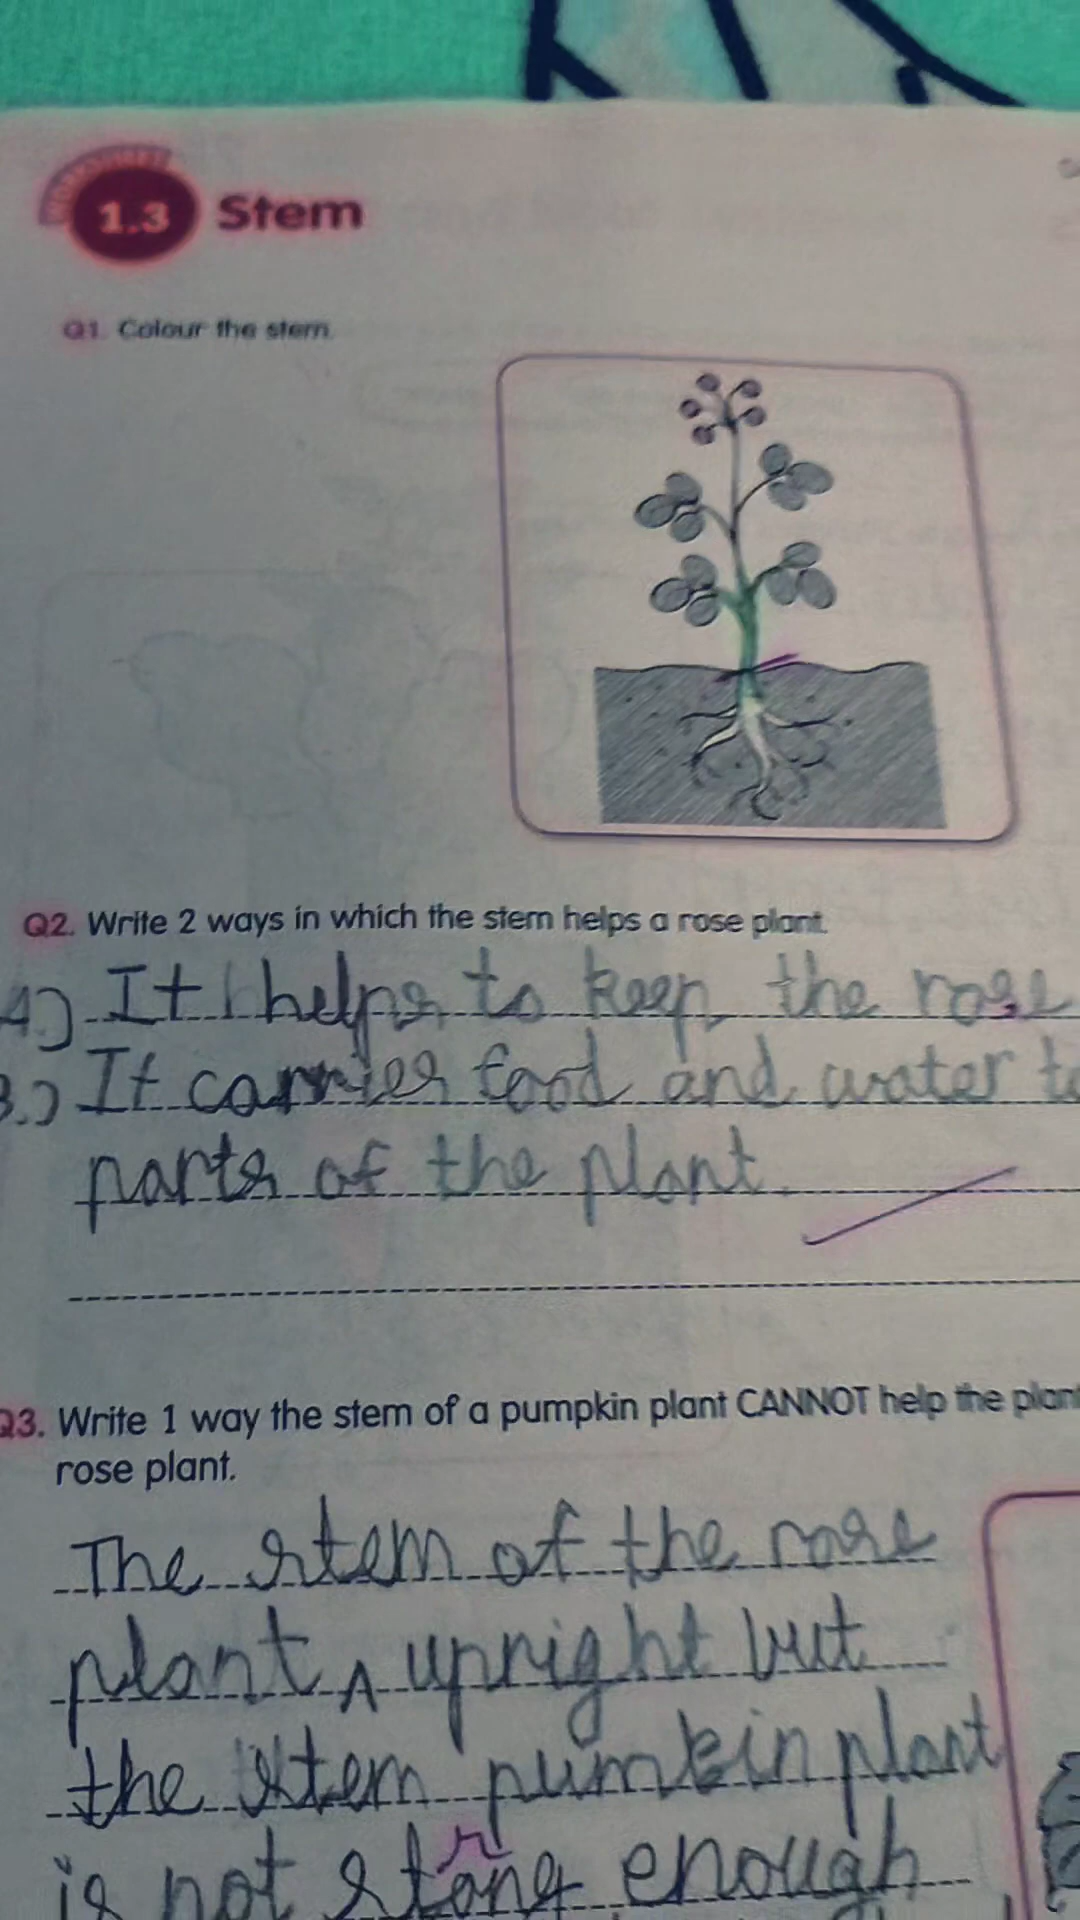 WORKSHEET
1.3 Stem
Q1. Colour the stem.
Q2. Write 2 ways in which the stem helps a rose plant.
A) It helps to keep the rose
B.) It carries food and water to
parts of the plant.
Q3. Write 1 way the stem of a pumpkin plant CANNOT help the plant
rose plant.
The stem of the rose
plant ^ upright but
the stem pumkin plant
r
is not stong enough